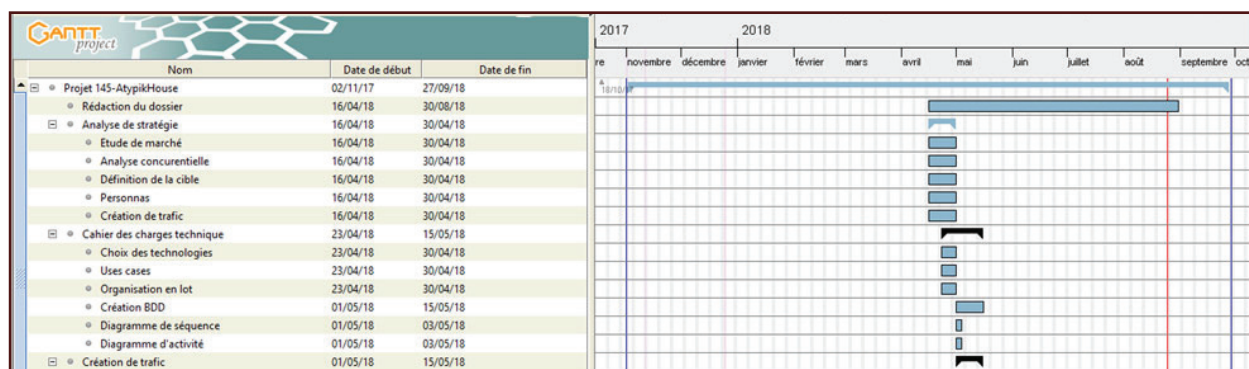 GANTT
project
2017 2018
re novembre décembre janvier février mars avril mai juin juillet août septembre oct
Nom Date de début Date de fin
Projet 145-AtypikHouse 02/11/17 27/09/18
Rédaction du dossier 16/04/18 30/08/18
Analyse de stratégie 16/04/18 30/04/18
Etude de marché 16/04/18 30/04/18
Analyse concurentielle 16/04/18 30/04/18
Définition de la cible 16/04/18 30/04/18
Personnas 16/04/18 30/04/18
Création de trafic 16/04/18 30/04/18
Cahier des charges technique 23/04/18 15/05/18
Choix des technologies 23/04/18 30/04/18
Uses cases 23/04/18 30/04/18
Organisation en lot 23/04/18 30/04/18
Création BDD 01/05/18 15/05/18
Diagramme de séquence 01/05/18 03/05/18
Diagramme d'activité 01/05/18 03/05/18
Création de trafic 01/05/18 15/05/18